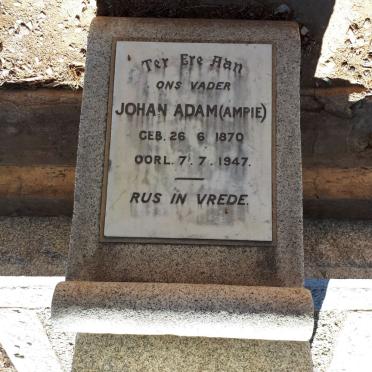 Ter Ere Aan
ONS VADER
JOHAN ADAM (AMPIE)
GEB. 26 6 1870
OORL. 7. 7. 1947.
RUS IN VREDE.